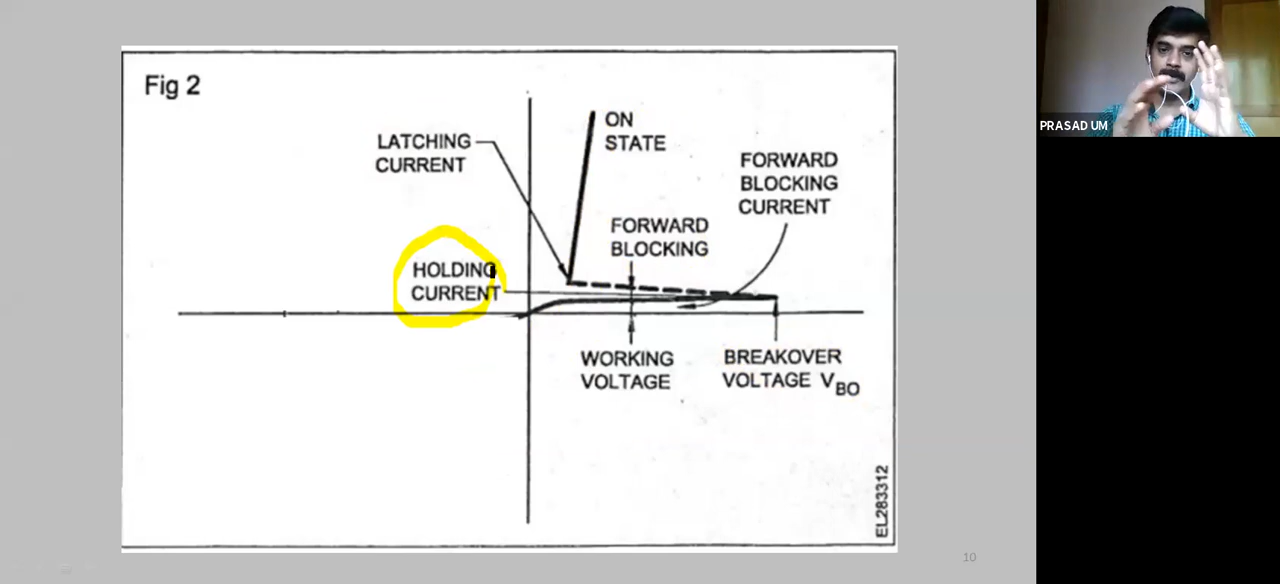 Fig 2
LATCHING
CURRENT
ON
STATE
FORWARD
BLOCKING
CURRENT
FORWARD
BLOCKING
HOLDING
CURRENT
WORKING
VOLTAGE
BREAKOVER
VOLTAGE VBO
EL283312
10
PRASAD UM